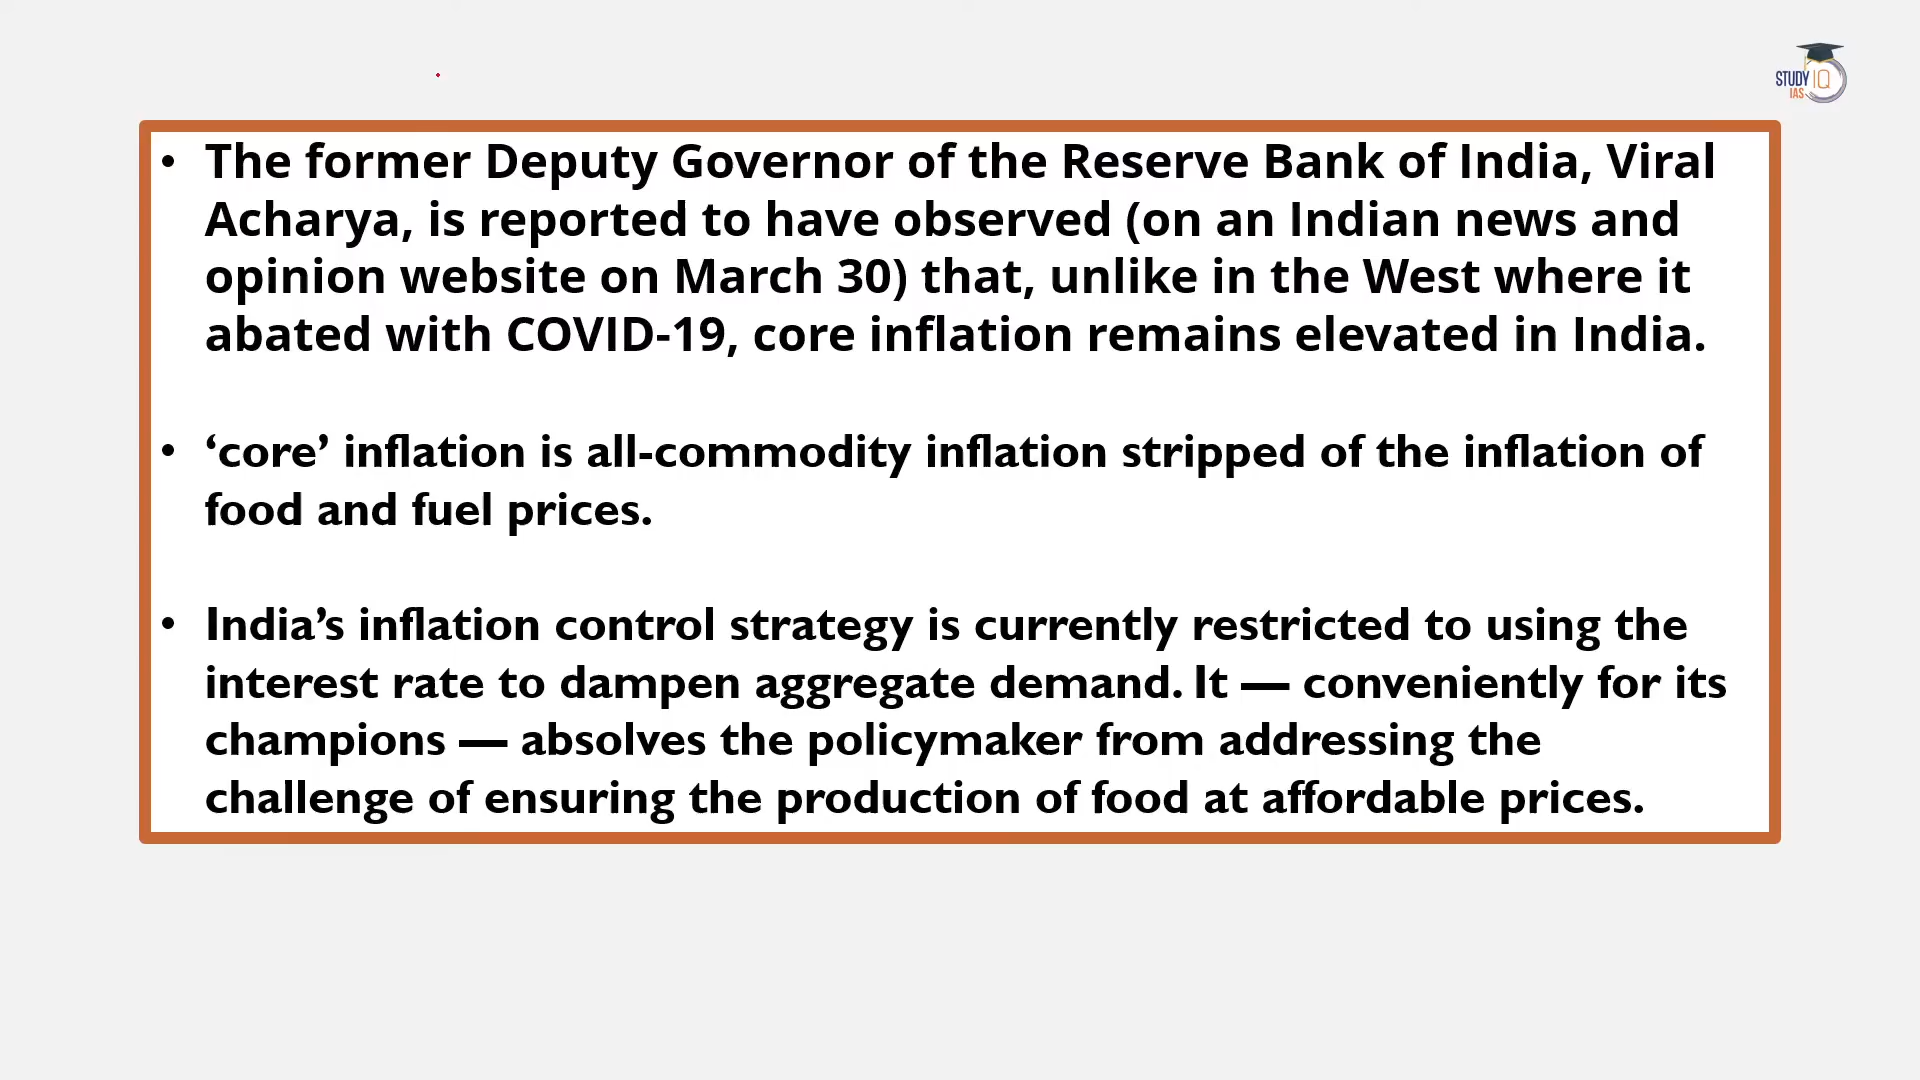 STUDY IQ
IAS
• The former Deputy Governor of the Reserve Bank of India, Viral
Acharya, is reported to have observed (on an Indian news and
opinion website on March 30) that, unlike in the West where it
abated with COVID-19, core inflation remains elevated in India.
• ‘core’ inflation is all-commodity inflation stripped of the inflation of
food and fuel prices.
• India’s inflation control strategy is currently restricted to using the
interest rate to dampen aggregate demand. It — conveniently for its
champions — absolves the policymaker from addressing the
challenge of ensuring the production of food at affordable prices.